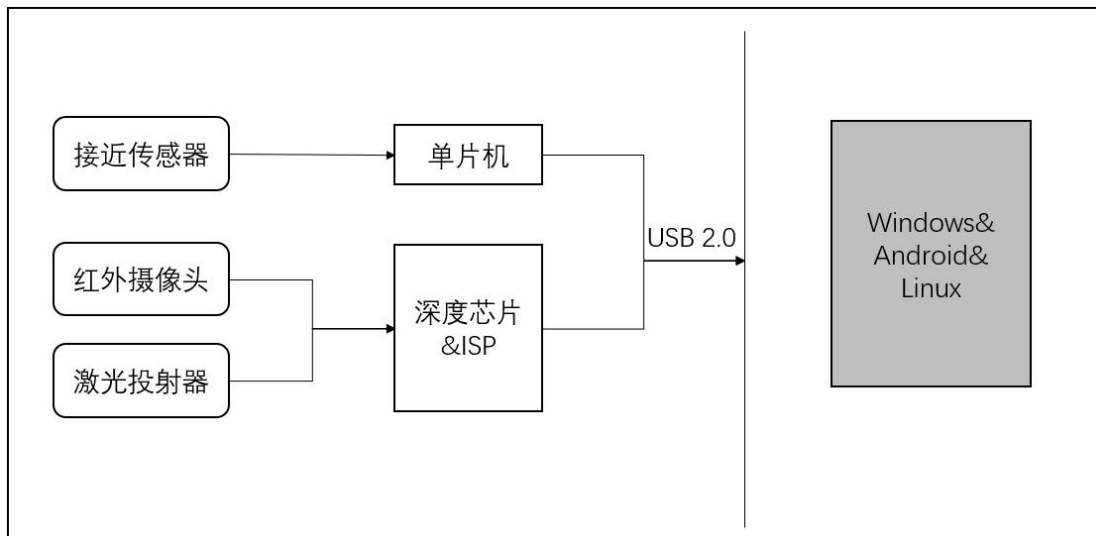 接近传感器
单片机
红外摄像头
激光投射器
深度芯片
&ISP
USB 2.0
Windows&
Android&
Linux